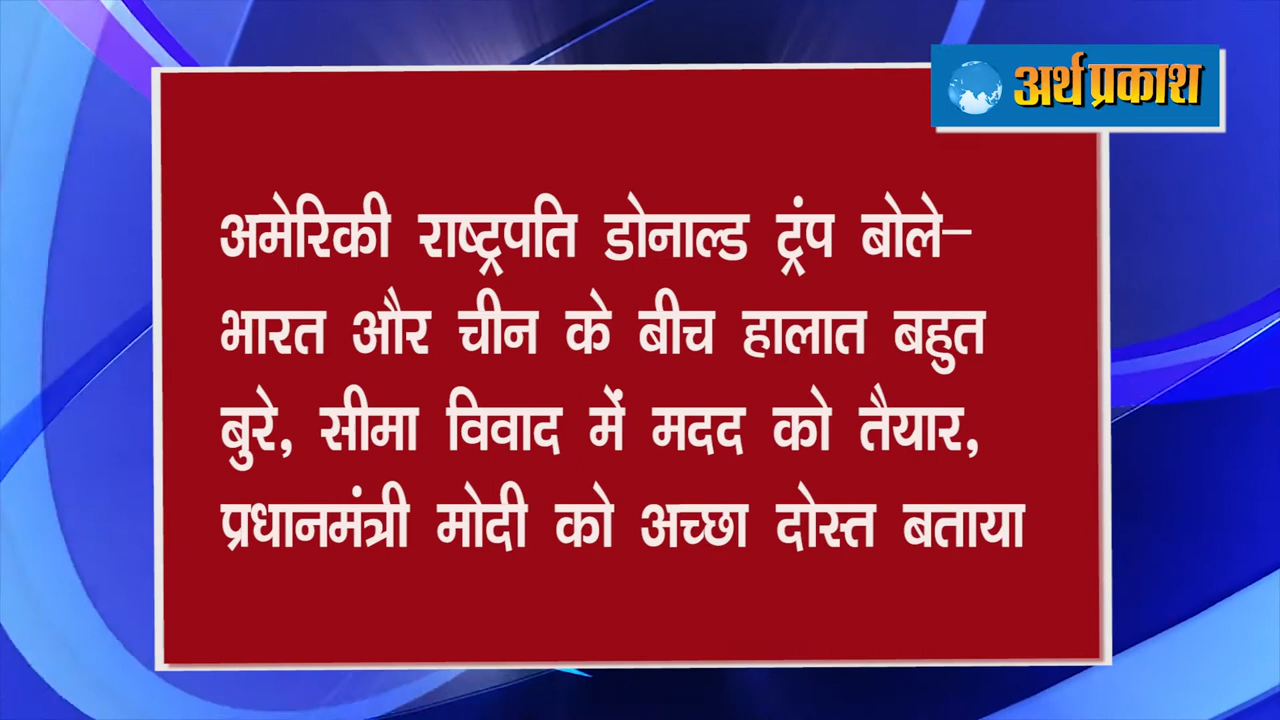 अर्थ प्रकाश
अमेरिकी राष्ट्रपति डोनाल्ड ट्रंप बोले-
भारत और चीन के बीच हालात बहुत
बुरे, सीमा विवाद में मदद को तैयार,
प्रधानमंत्री मोदी को अच्छा दोस्त बताया